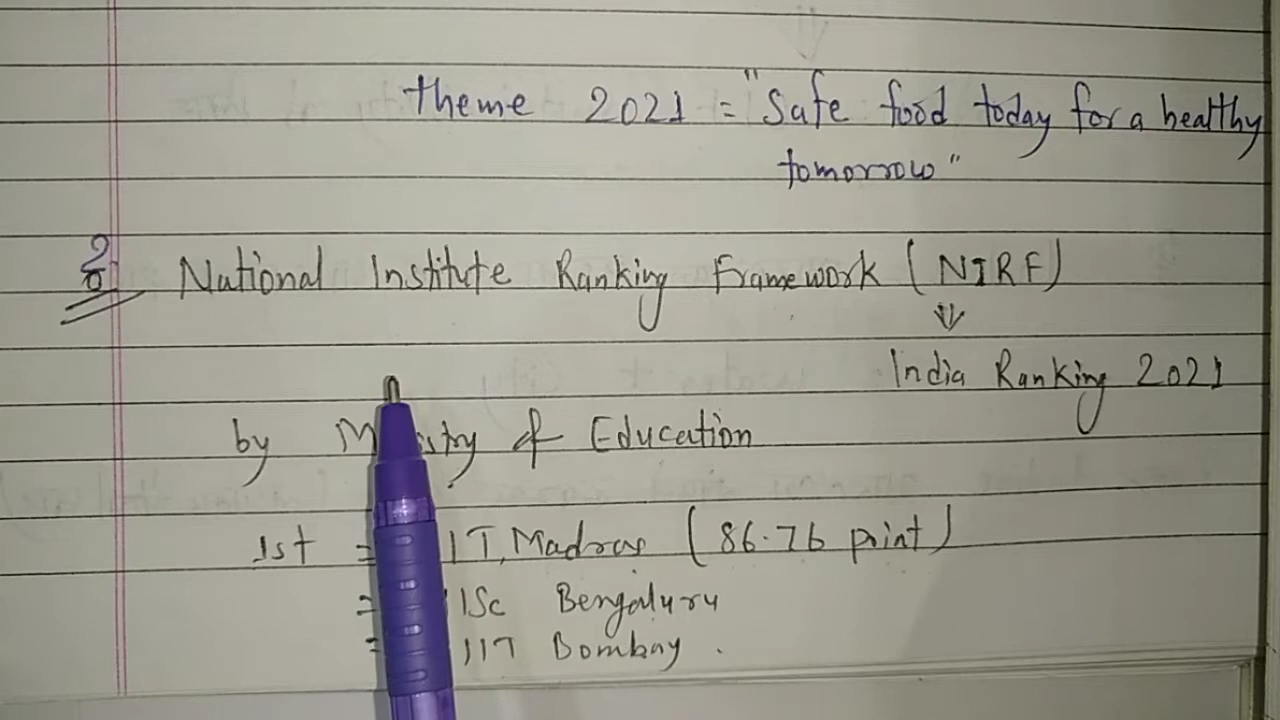 theme 2021 = "Safe food today for a healthy
tomorrow"
National Institute Ranking Framework (NIRF)
India Ranking 2021
by of Education
1st = IT, Madras (86.76 print)
= ISc Bengaluru
= IIT Bombay.